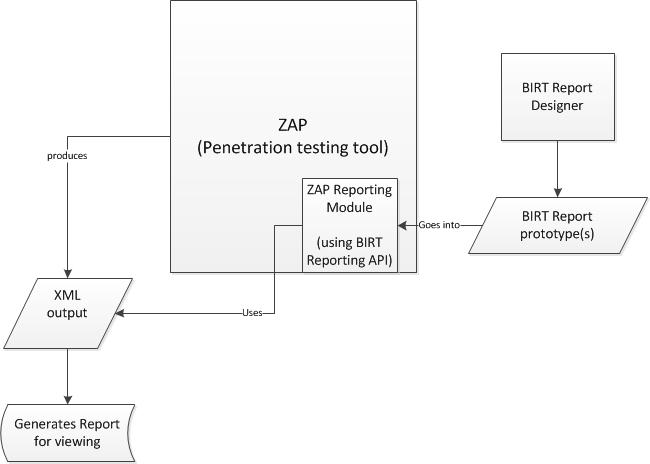 ZAP
(Penetration testing tool)
BIRT Report
Designer
produces
ZAP Reporting
Module
(using BIRT
Reporting API)
Goes into
BIRT Report
prototype(s)
XML
output
Uses
Generates Report
for viewing